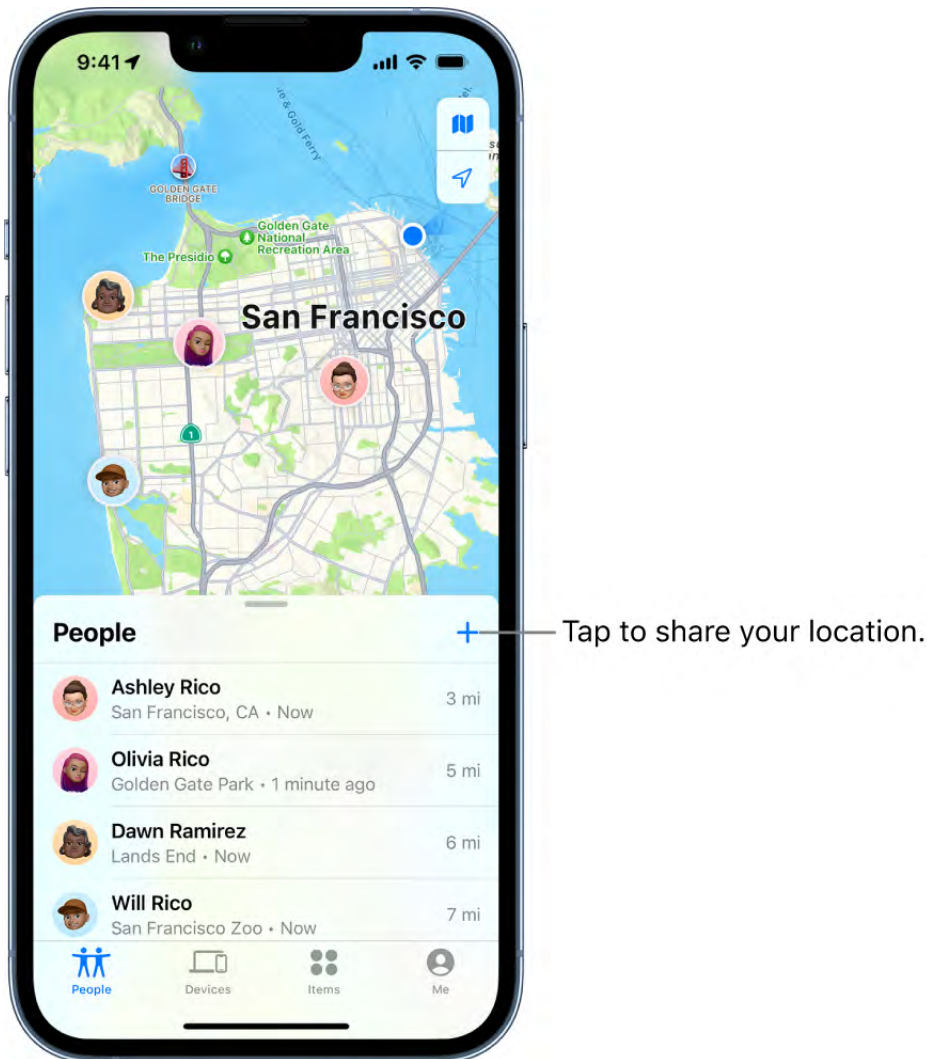 9:41
ue & Gold Ferry
GOLDEN GATE
BRIDGE
Golden Gate
National
Recreation Area
The Presidio
San Francisco
1
People
Tap to share your location.
Ashley Rico
San Francisco, CA • Now
3 mi
Olivia Rico
Golden Gate Park • 1 minute ago
5 mi
Dawn Ramirez
Lands End • Now
6 mi
Will Rico
San Francisco Zoo • Now
7 mi
People
Devices
Items
Me